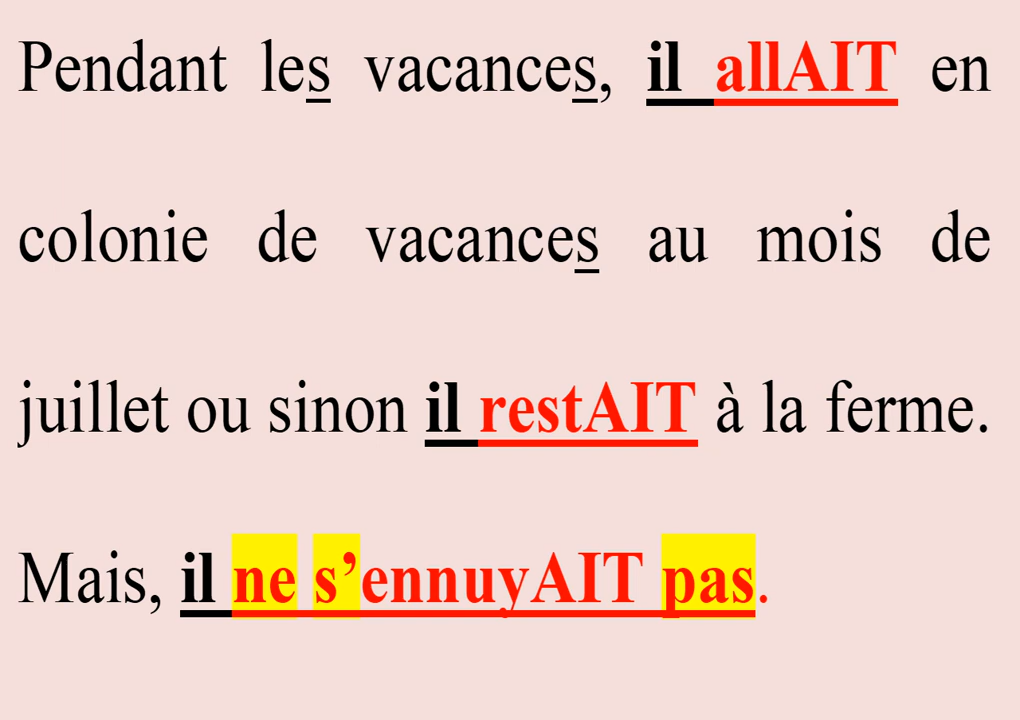 Pendant les vacances, il allAIT en
colonie de vacances au mois de
juillet ou sinon il restAIT à la ferme.
Mais, il ne s’ennuyAIT pas.